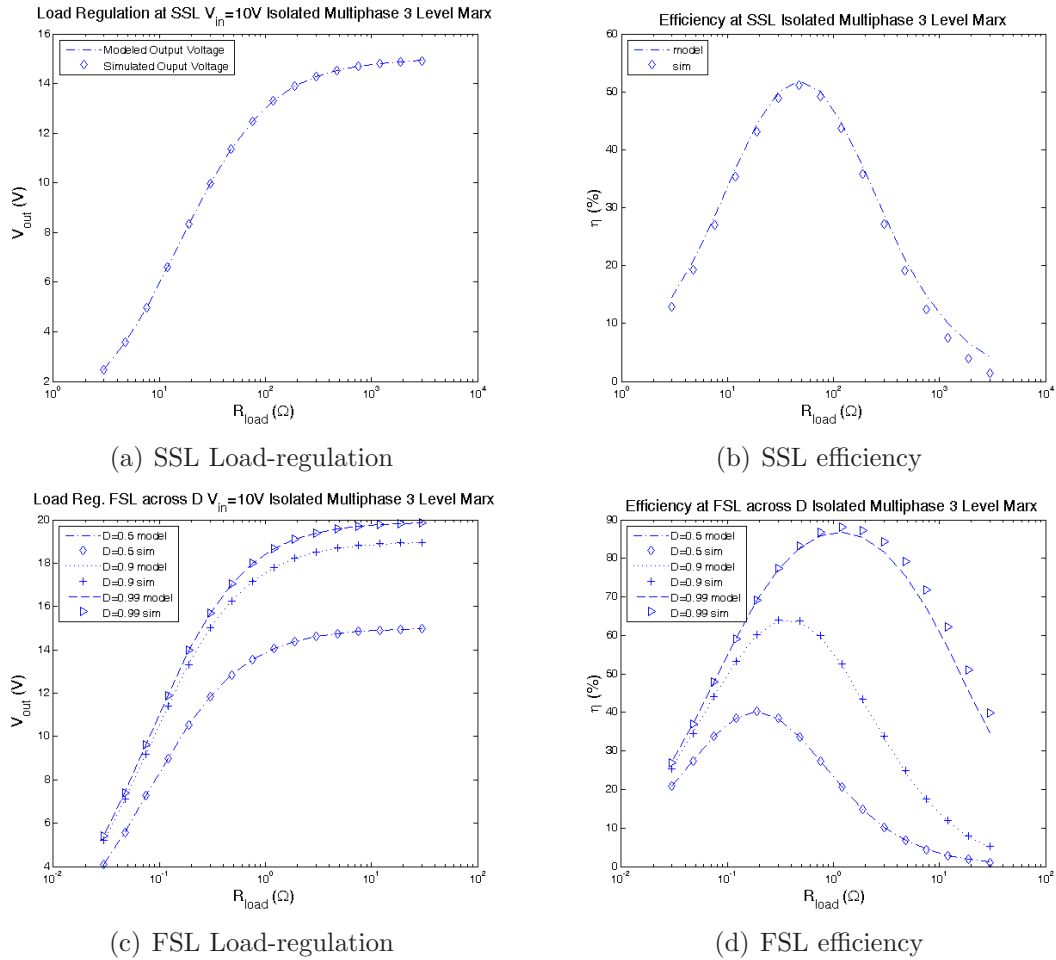 Load Regulation at SSL V_in=10V Isolated Multiphase 3 Level Marx
Modeled Output Voltage
Simulated Ouput Voltage
16
14
12
10
8
6
4
2
V_out (V)
10^0
10^1
10^2
10^3
10^4
R_load (Ω)
(a) SSL Load-regulation
Efficiency at SSL Isolated Multiphase 3 Level Marx
model
sim
60
50
40
30
20
10
0
η (%)
10^0
10^1
10^2
10^3
10^4
R_load (Ω)
(b) SSL efficiency
Load Reg. FSL across D V_in=10V Isolated Multiphase 3 Level Marx
D=0.5 model
D=0.5 sim
D=0.9 model
D=0.9 sim
D=0.99 model
D=0.99 sim
20
18
16
14
12
10
8
6
4
V_out (V)
10^-2
10^-1
10^0
10^1
10^2
R_load (Ω)
(c) FSL Load-regulation
Efficiency at FSL across D Isolated Multiphase 3 Level Marx
D=0.5 model
D=0.5 sim
D=0.9 model
D=0.9 sim
D=0.99 model
D=0.99 sim
90
80
70
60
50
40
30
20
10
0
η (%)
10^-2
10^-1
10^0
10^1
10^2
R_load (Ω)
(d) FSL efficiency